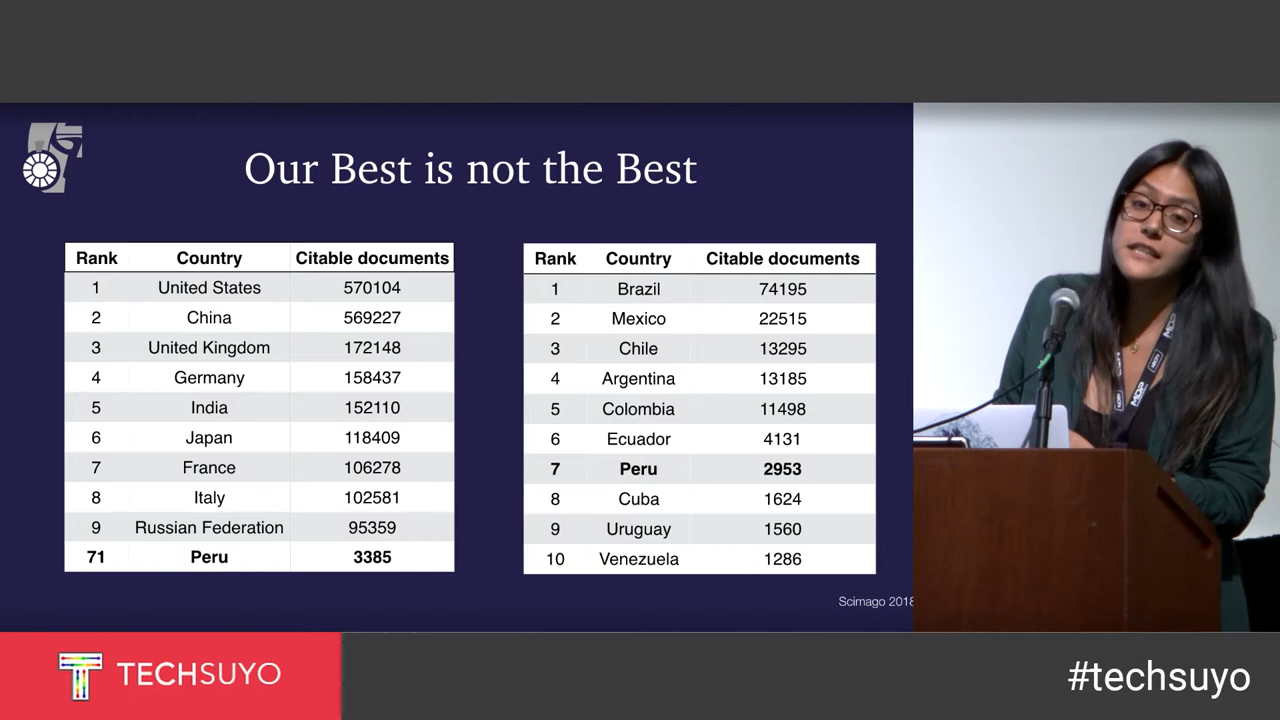 Our Best is not the Best
Rank Country Citable documents
1 United States 570104
2 China 569227
3 United Kingdom 172148
4 Germany 158437
5 India 152110
6 Japan 118409
7 France 106278
8 Italy 102581
9 Russian Federation 95359
71 Peru 3385
Rank Country Citable documents
1 Brazil 74195
2 Mexico 22515
3 Chile 13295
4 Argentina 13185
5 Colombia 11498
6 Ecuador 4131
7 Peru 2953
8 Cuba 1624
9 Uruguay 1560
10 Venezuela 1286
Scimago 2018
TECHSUYO
#techsuyo